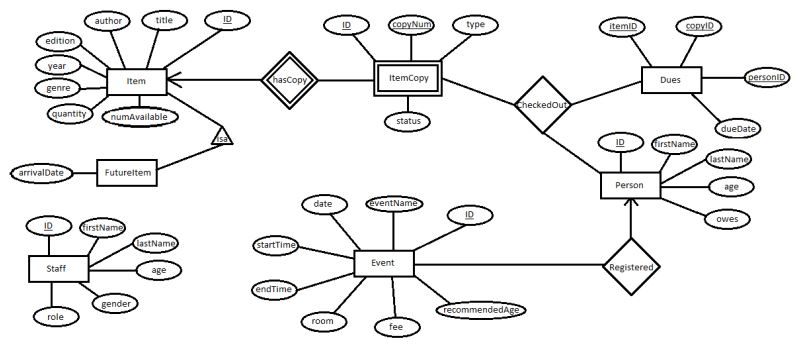 author
title
ID
ID
copyNum
type
itemID
copyID
edition
year
Item
hasCopy
ItemCopy
Dues
personID
genre
quantity
numAvailable
status
CheckedOut
dueDate
isa
ID
firstName
lastName
arrivalDate
FutureItem
Person
age
owes
date
eventName
ID
ID
firstName
lastName
startTime
Staff
age
Event
Registered
endTime
role
gender
room
fee
recommendedAge